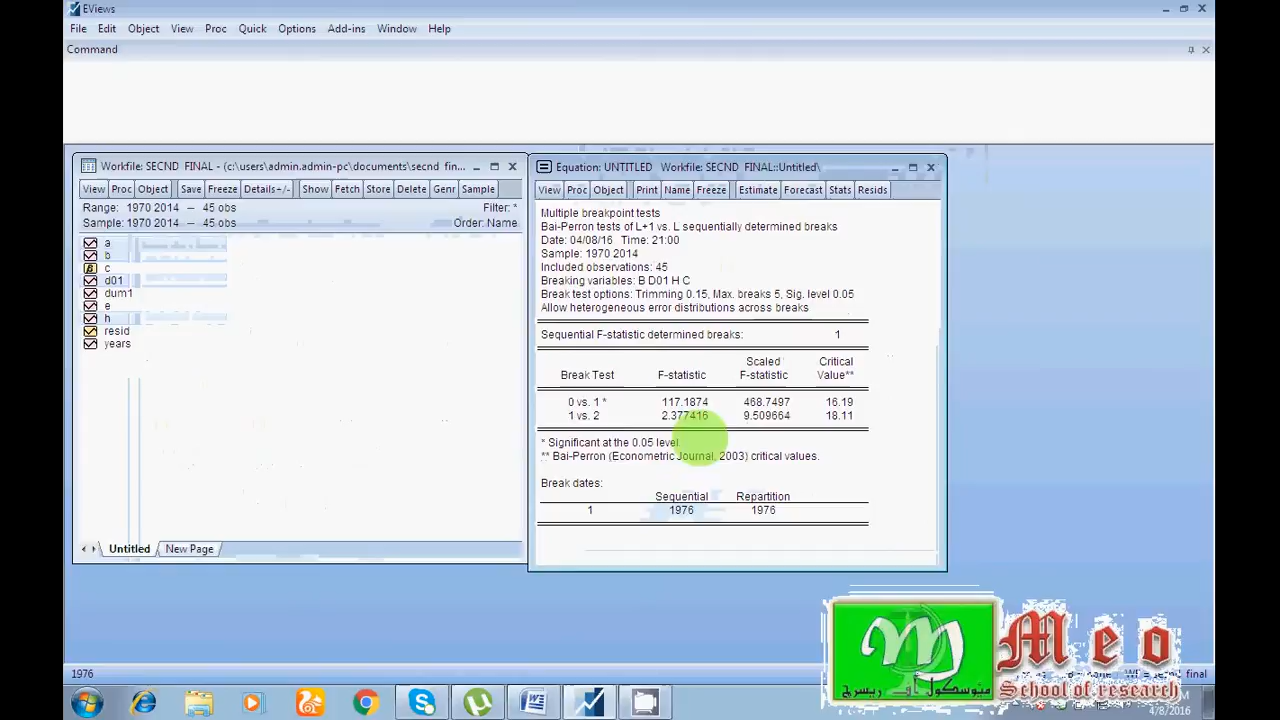 EViews
File Edit Object View Proc Quick Options Add-ins Window Help
Command
Workfile: SECND FINAL - (c:\users\admin.admin-pc\documents\secnd fin...
View Proc Object Save Freeze Details+/- Show Fetch Store Delete Genr Sample
Range: 1970 2014 -- 45 obs Filter: *
Sample: 1970 2014 -- 45 obs Order: Name
a
b
c
d01
dum1
e
h
resid
years
Untitled New Page
Equation: UNTITLED Workfile: SECND FINAL::Untitled\
View Proc Object Print Name Freeze Estimate Forecast Stats Resids
Multiple breakpoint tests
Bai-Perron tests of L+1 vs. L sequentially determined breaks
Date: 04/08/16 Time: 21:00
Sample: 1970 2014
Included observations: 45
Breaking variables: B D01 H C
Break test options: Trimming 0.15, Max. breaks 5, Sig. level 0.05
Allow heterogeneous error distributions across breaks
Sequential F-statistic determined breaks: 1
Scaled Critical
Break Test F-statistic F-statistic Value**
0 vs. 1 * 117.1874 468.7497 16.19
1 vs. 2 2.377416 9.509664 18.11
* Significant at the 0.05 level.
** Bai-Perron (Econometric Journal, 2003) critical values.
Break dates:
Sequential Repartition
1 1976 1976
1976
final
Meo
School of research
میؤسکول آف ریسرچ
4/8/2016